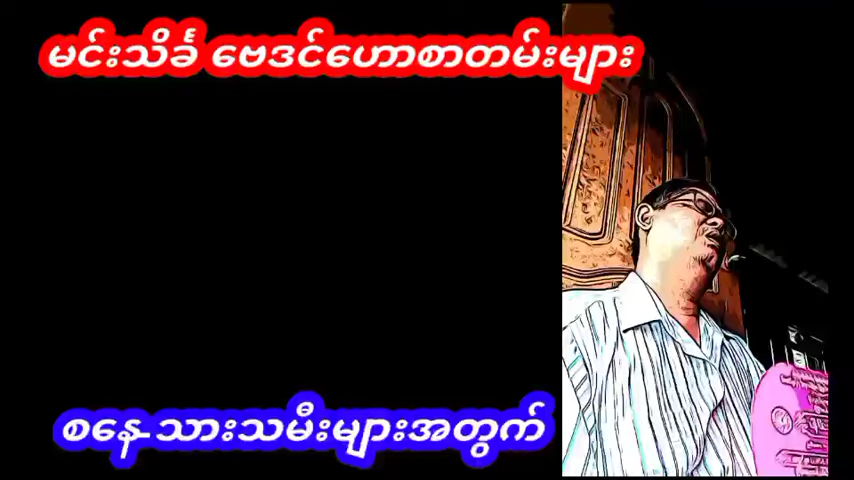 မင်းသိင်္ခ ဗေဒင်ဟောစာတမ်းများ
စနေ-သားသမီးများအတွက်